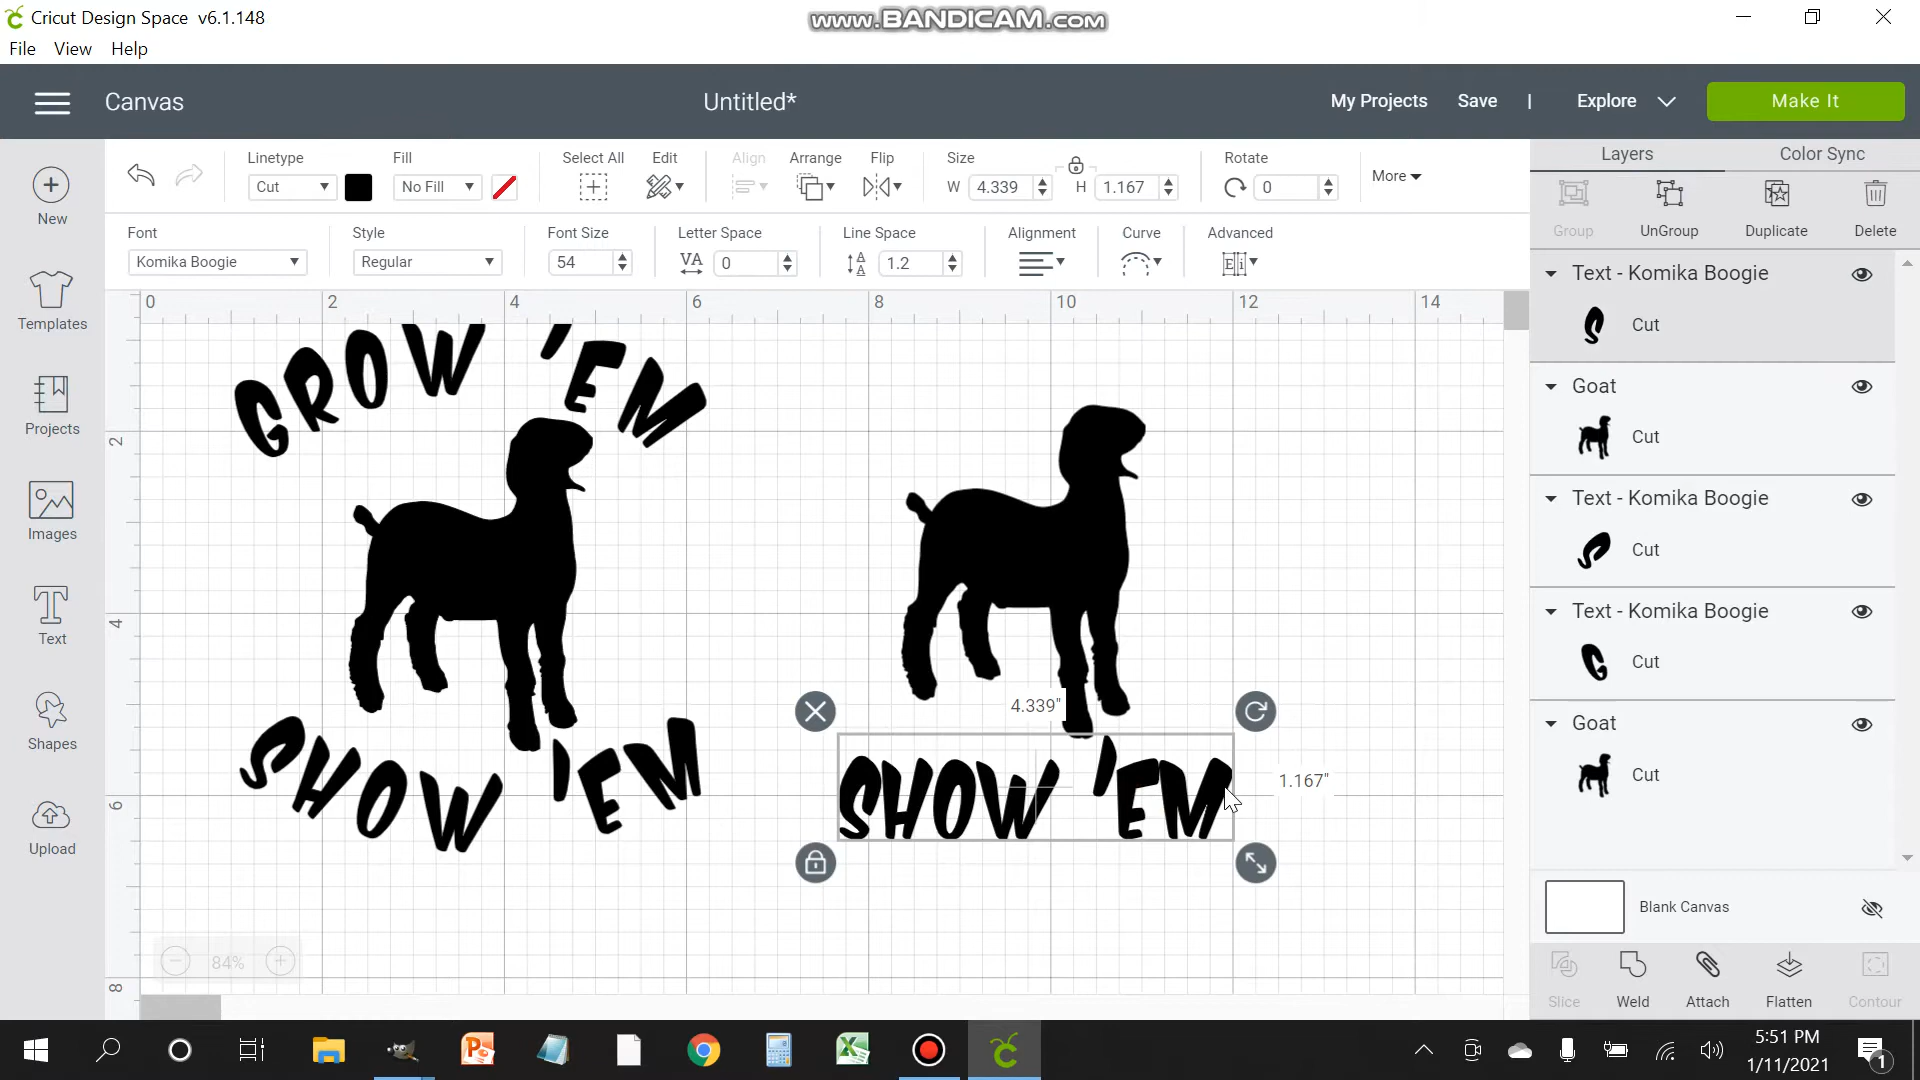 Cricut Design Space v6.1.148
www.BANDICAM.com
File View Help
Canvas
Untitled*
My Projects Save | Explore Make It
Linetype Fill Select All Edit Align Arrange Flip Size Rotate
Cut No Fill W 4.339 H 1.167 0 More
Font Style Font Size Letter Space Line Space Alignment Curve Advanced
Komika Boogie Regular 54 VA 0 1.2
0 2 4 6 8 10 12 14
2
4
6
8
New
Templates
Projects
Images
Text
Shapes
Upload
GROW 'EM
SHOW 'EM
4.339"
SHOW 'EM
1.167"
84%
Layers Color Sync
Group UnGroup Duplicate Delete
Text - Komika Boogie
Cut
Goat
Cut
Text - Komika Boogie
Cut
Text - Komika Boogie
Cut
Goat
Cut
Blank Canvas
Slice Weld Attach Flatten Contour
5:51 PM
1/11/2021
1